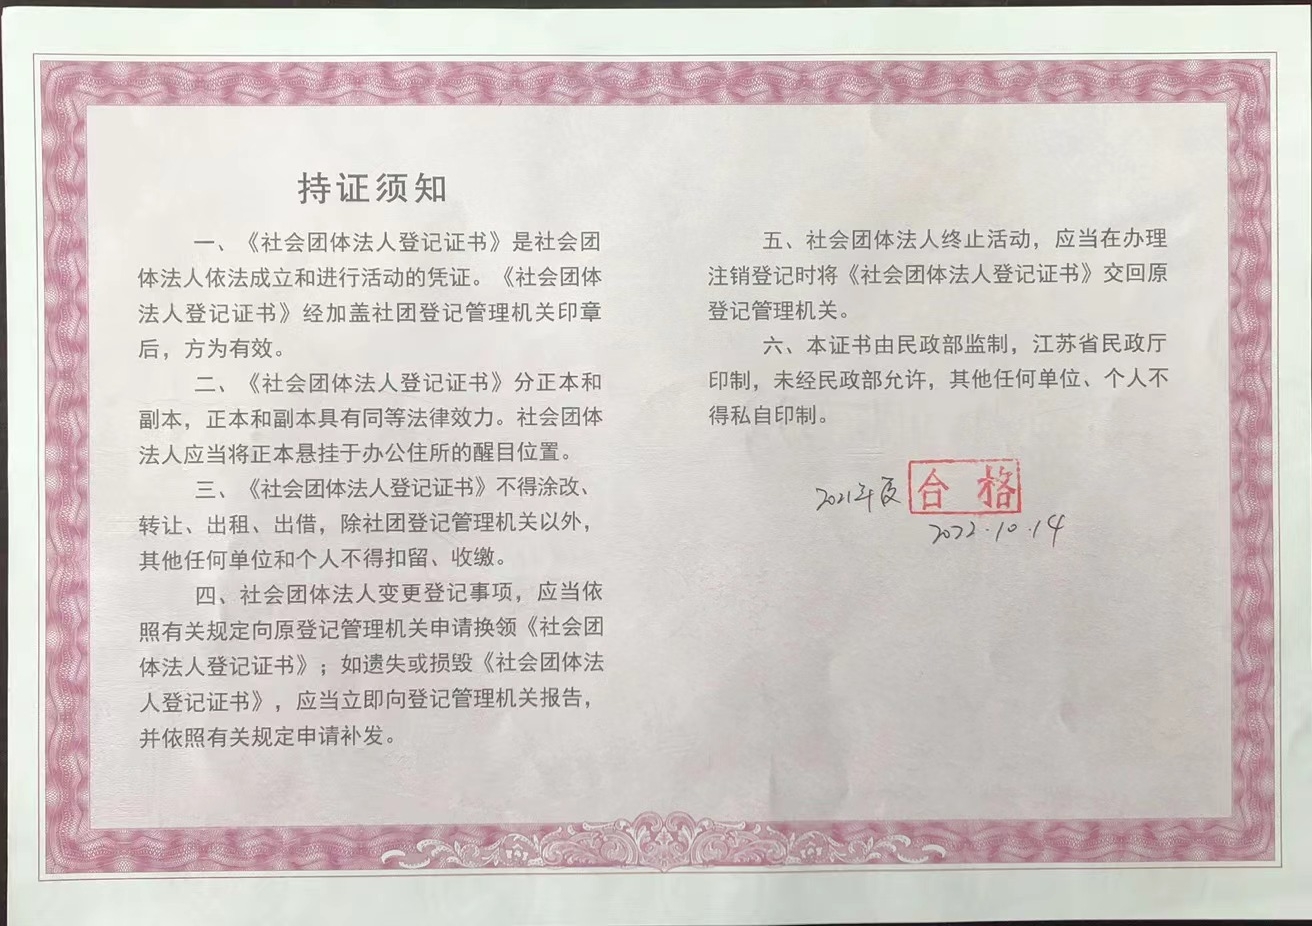 持证须知
一、《社会团体法人登记证书》是社会团
体法人依法成立和进行活动的凭证。《社会团体
法人登记证书》经加盖社团登记管理机关印章
后，方为有效。
二、《社会团体法人登记证书》分正本和
副本，正本和副本具有同等法律效力。社会团体
法人应当将正本悬挂于办公住所的醒目位置。
三、《社会团体法人登记证书》不得涂改、
转让、出租、出借，除社团登记管理机关以外，
其他任何单位和个人不得扣留、收缴。
四、社会团体法人变更登记事项，应当依
照有关规定向原登记管理机关申请换领《社会团
体法人登记证书》；如遗失或损毁《社会团体法
人登记证书》，应当立即向登记管理机关报告，
并依照有关规定申请补发。
五、社会团体法人终止活动，应当在办理
注销登记时将《社会团体法人登记证书》交回原
登记管理机关。
六、本证书由民政部监制，江苏省民政厅
印制，未经民政部允许，其他任何单位、个人不
得私自印制。
2021年度 合格
2022.10.14